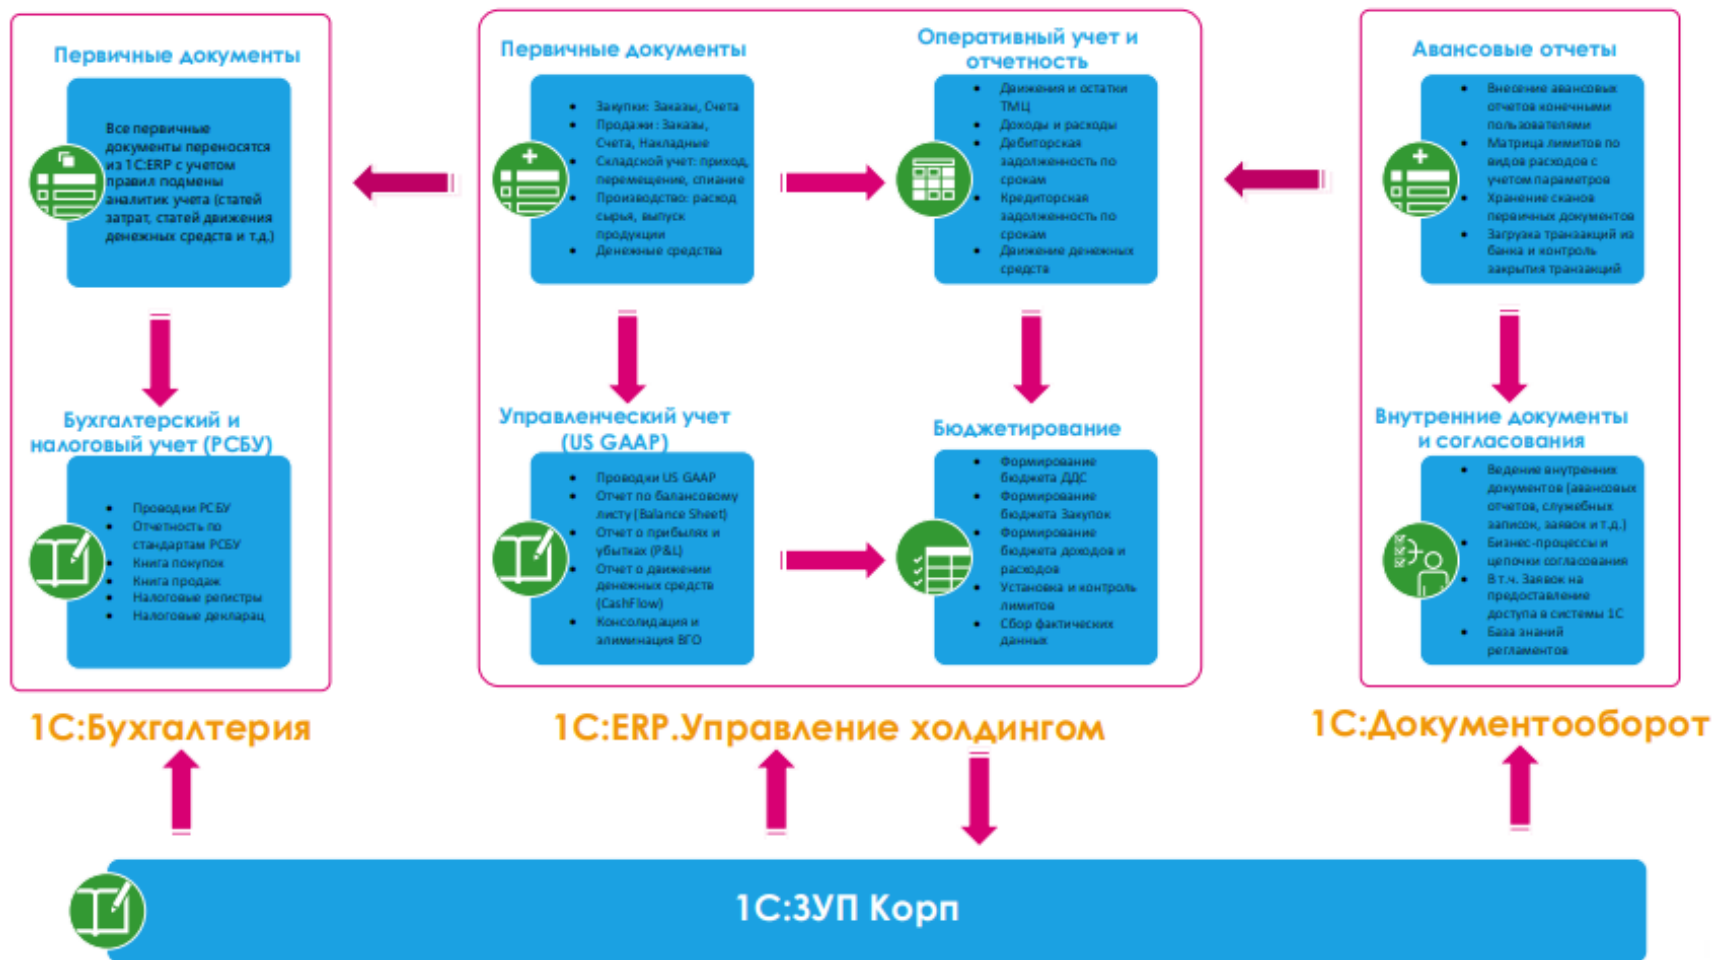 Первичные документы
Все первичные
документы переносятся
из 1С:ERP с учетом
правил подмены
аналитик учета (статей
затрат, статей движения
денежных средств и т.д.)
Бухгалтерский и
налоговый учет (РСБУ)
Проводки РСБУ
Отчетность по
стандартам РСБУ
Книга покупок
Книга продаж
Налоговые регистры
Налоговые декларац
1С:Бухгалтерия
Первичные документы
Закупки: Заказы, Счета
Продажи: Заказы,
Счета, Накладные
Складской учет: приход,
перемещение, спиание
Производство: расход
сырья, выпуск
продукции
Денежные средства
Оперативный учет и
отчетность
Движения и остатки
ТМЦ
Доходы и расходы
Дебиторская
задолженность по
срокам
Кредиторская
задолженность по
срокам
Движение денежных
средств
Управленческий учет
(US GAAP)
Проводки US GAAP
Отчет по балансовому
листу (Balance Sheet)
Отчет о прибылях и
убытках (P&L)
Отчет о движении
денежных средств
(CashFlow)
Консолидация и
элиминация ВГО
Бюджетирование
Формирование
бюджета ДДС
Формирование
бюджета Закупок
Формирование
бюджета доходов и
расходов
Установка и контроль
лимитов
Сбор фактических
данных
1С:ERP.Управление холдингом
Авансовые отчеты
Внесение авансовых
отчетов конечными
пользователями
Матрица лимитов по
видов расходов с
учетом параметров
Хранение сканов
первичных документов
Загрузка транзакций из
банка и контроль
закрытия транзакций
Внутренние документы
и согласования
Ведение внутренних
документов (авансовых
отчетов, служебных
записок, заявок и т.д.)
Бизнес-процессы и
цепочки согласования
В т.ч. Заявок на
предоставление
доступа в системы 1С
База знаний
регламентов
1С:Документооборот
1С:ЗУП Корп